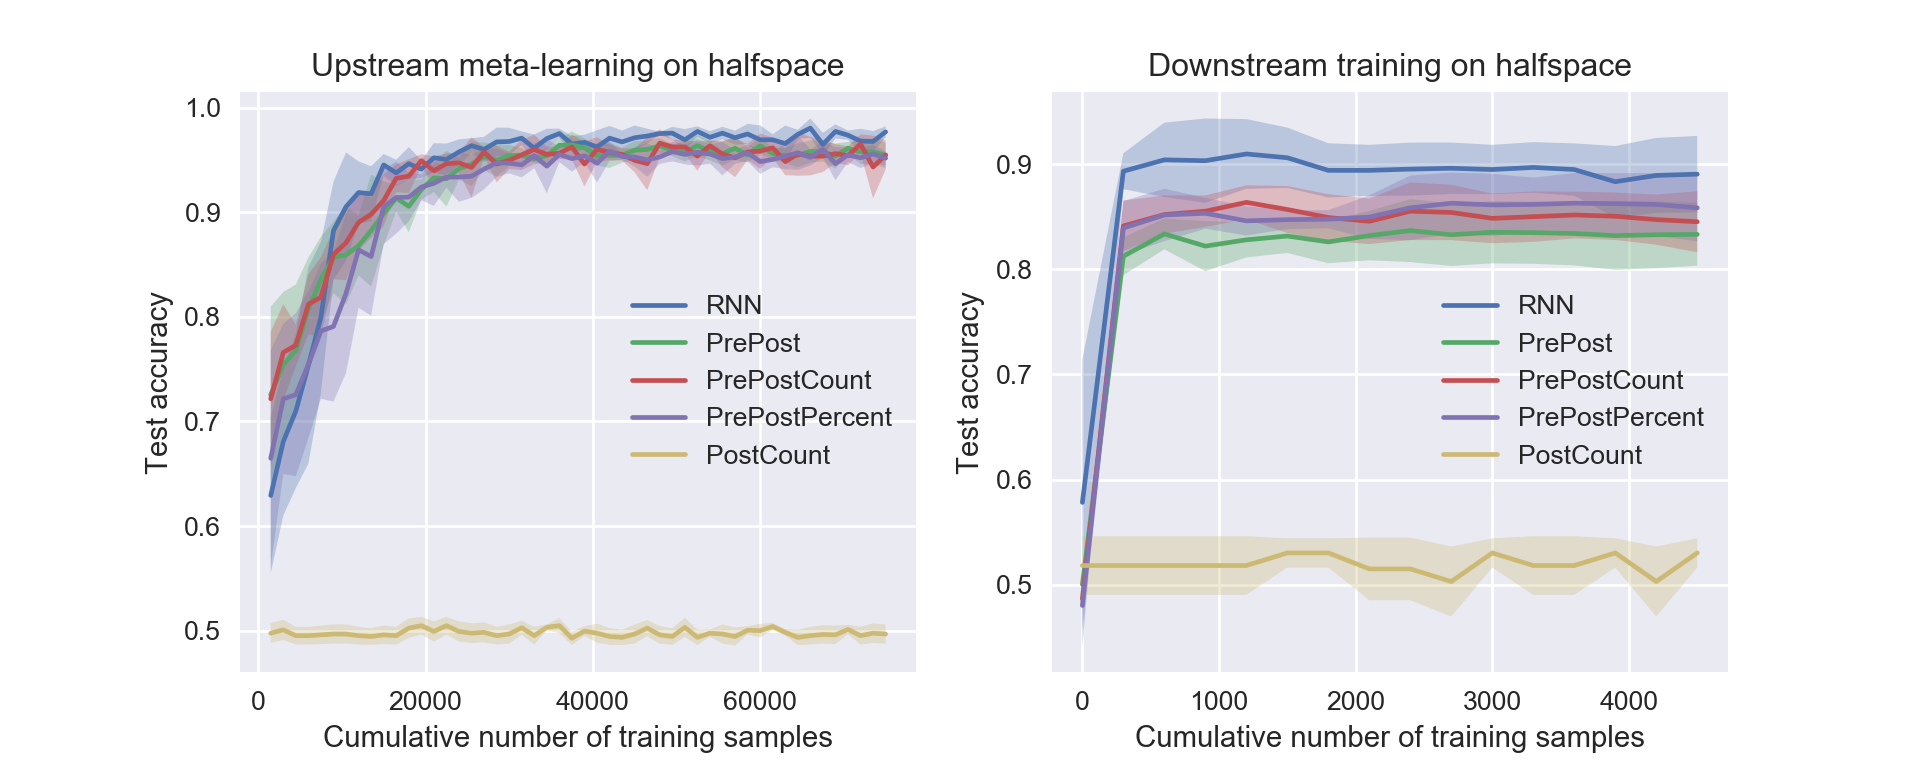 Upstream meta-learning on halfspace
1.0
0.9
0.8
0.7
0.6
0.5
Test accuracy
RNN
PrePost
PrePostCount
PrePostPercent
PostCount
0 20000 40000 60000
Cumulative number of training samples
Downstream training on halfspace
0.9
0.8
0.7
0.6
0.5
Test accuracy
RNN
PrePost
PrePostCount
PrePostPercent
PostCount
0 1000 2000 3000 4000
Cumulative number of training samples